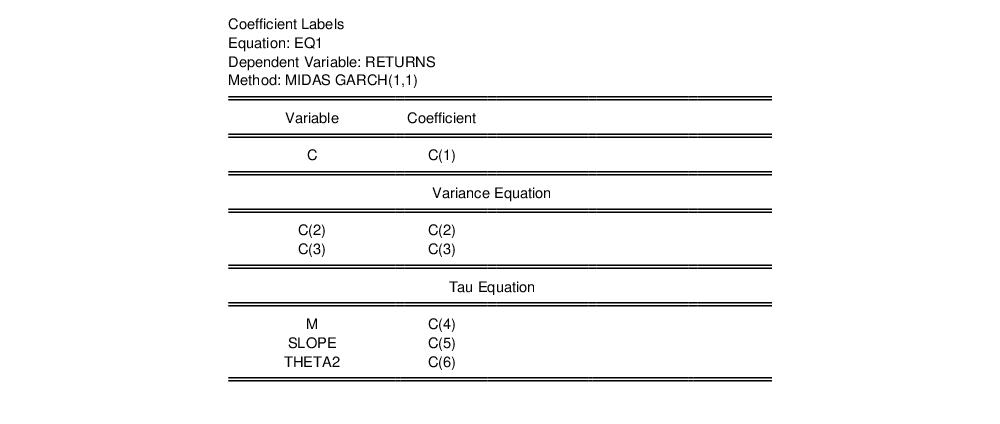 Coefficient Labels
Equation: EQ1
Dependent Variable: RETURNS
Method: MIDAS GARCH(1,1)
Variable Coefficient
C C(1)
Variance Equation
C(2) C(2)
C(3) C(3)
Tau Equation
M C(4)
SLOPE C(5)
THETA2 C(6)